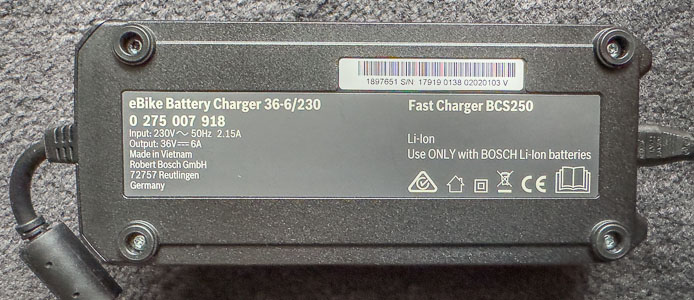 1897651 S/N 17919 0138 02020103 V
eBike Battery Charger 36-6/230
0 275 007 918
Input: 230V~ 50Hz 2.15A
Output: 36V⎓6A
Made in Vietnam
Robert Bosch GmbH
72757 Reutlingen
Germany
Fast Charger BCS250
Li-Ion
Use ONLY with BOSCH Li-Ion batteries
CE